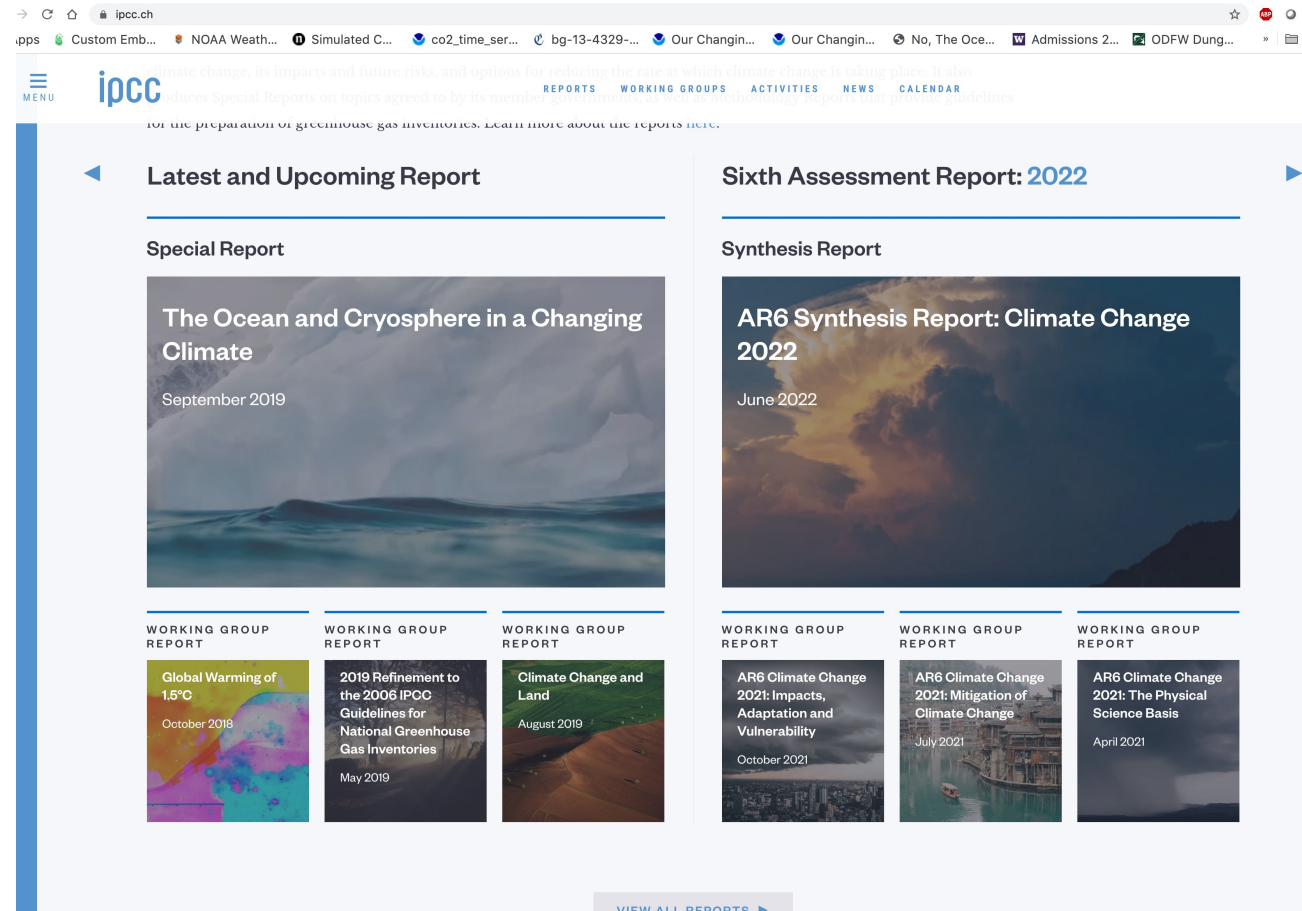 ipcc.ch
Apps Custom Emb... NOAA Weath... Simulated C... co2_time_ser... bg-13-4329-... Our Changin... Our Changin... No, The Oce... Admissions 2... ODFW Dung... »
MENU
ipcc
REPORTS WORKING GROUPS ACTIVITIES NEWS CALENDAR
climate change, its impacts and future risks, and options for reducing the rate at which climate change is taking place. It also
produces Special Reports on topics agreed to by its member governments, as well as Methodology Reports that provide guidelines
for the preparation of greenhouse gas inventories. Learn more about the reports here.
Latest and Upcoming Report
Special Report
The Ocean and Cryosphere in a Changing
Climate
September 2019
WORKING GROUP
REPORT
Global Warming of
1.5°C
October 2018
WORKING GROUP
REPORT
2019 Refinement to
the 2006 IPCC
Guidelines for
National Greenhouse
Gas Inventories
May 2019
WORKING GROUP
REPORT
Climate Change and
Land
August 2019
Sixth Assessment Report: 2022
Synthesis Report
AR6 Synthesis Report: Climate Change
2022
June 2022
WORKING GROUP
REPORT
AR6 Climate Change
2021: Impacts,
Adaptation and
Vulnerability
October 2021
WORKING GROUP
REPORT
AR6 Climate Change
2021: Mitigation of
Climate Change
July 2021
WORKING GROUP
REPORT
AR6 Climate Change
2021: The Physical
Science Basis
April 2021
VIEW ALL REPORTS